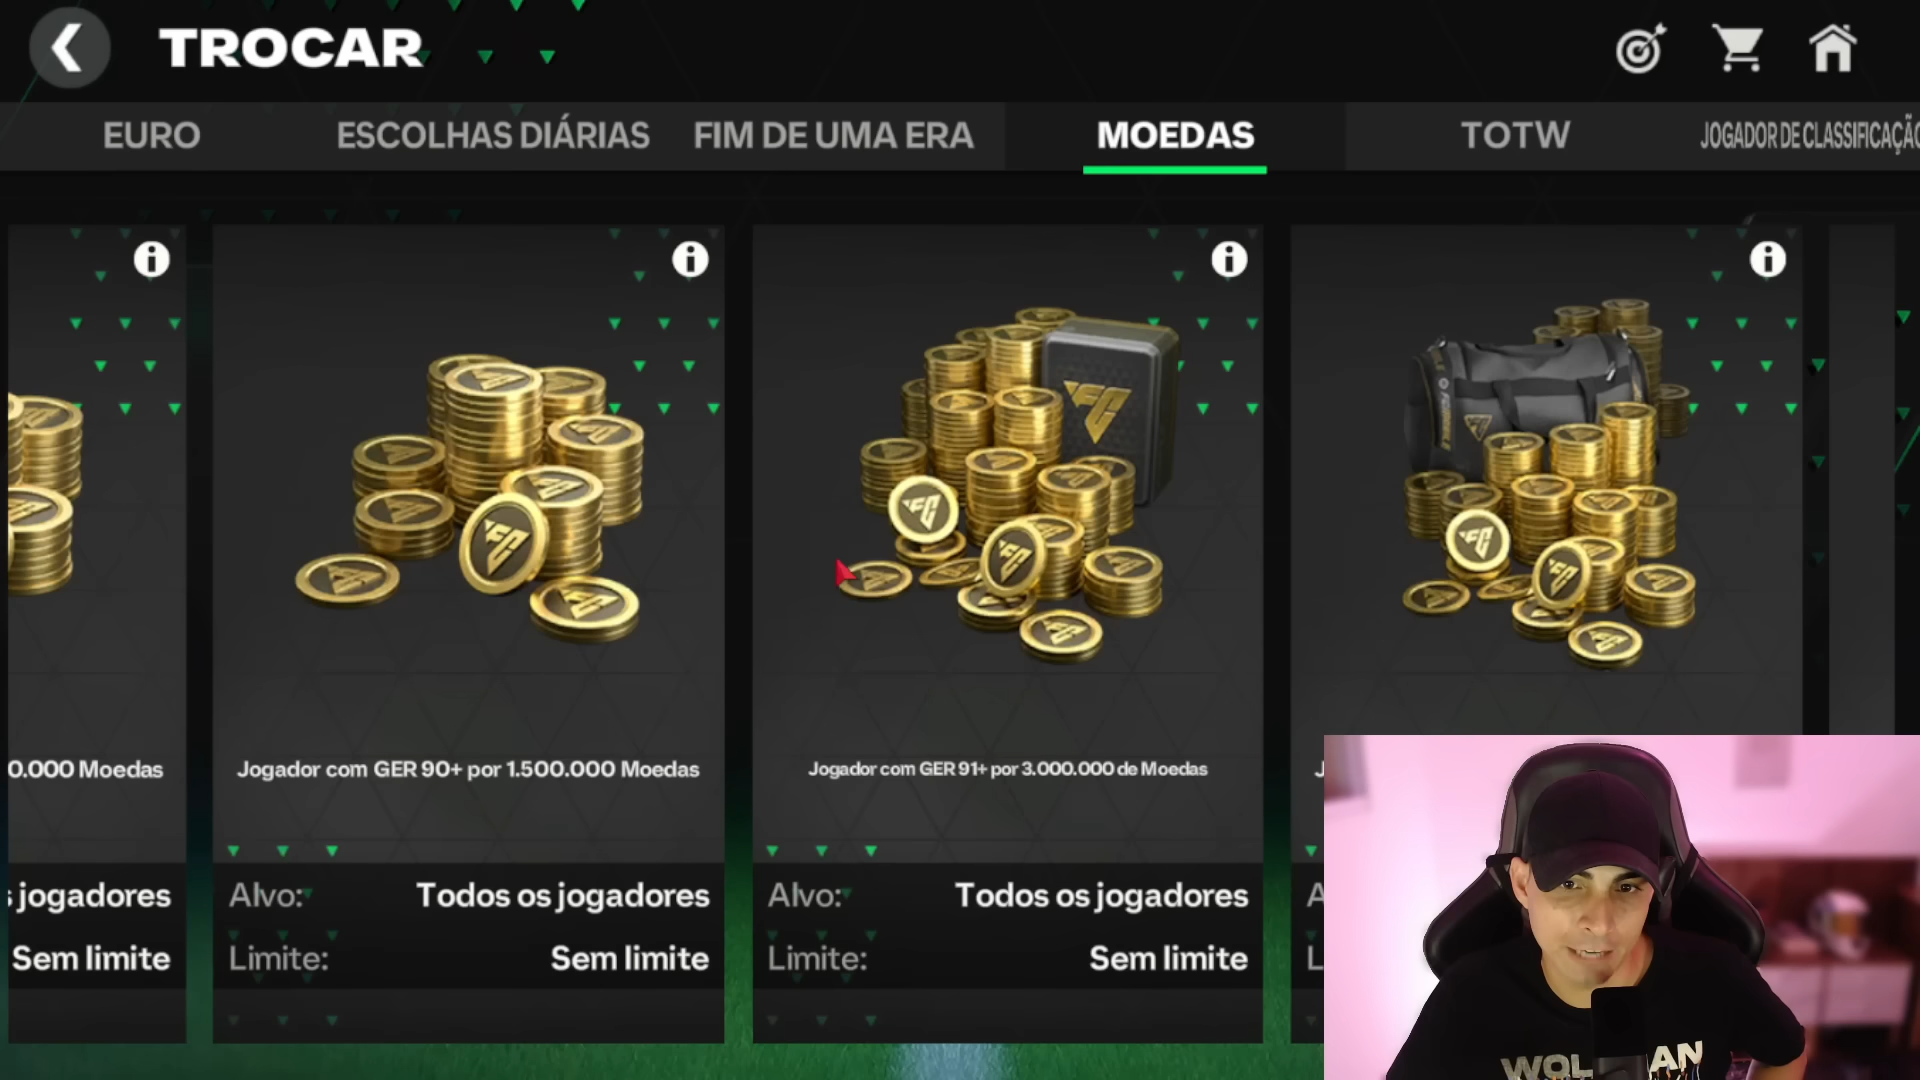 TROCAR
EURO
ESCOLHAS DIÁRIAS
FIM DE UMA ERA
MOEDAS
TOTW
JOGADOR DE CLASSIFICAÇÃO
0.000 Moedas
Jogador com GER 90+ por 1.500.000 Moedas
Jogador com GER 91+ por 3.000.000 de Moedas
s jogadores
Alvo: Todos os jogadores
Alvo: Todos os jogadores
Sem limite
Limite: Sem limite
Limite: Sem limite